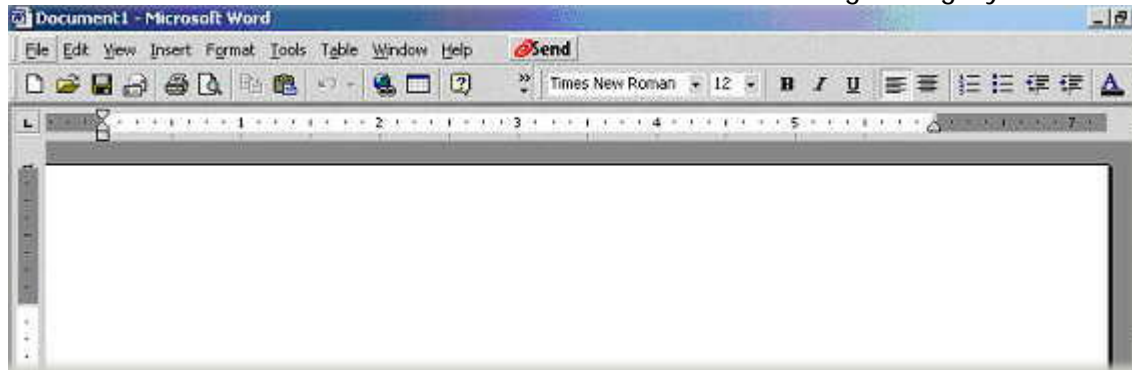 Document1 - Microsoft Word
File Edit View Insert Format Tools Table Window Help Send
Times New Roman 12 B I U A
1 2 3 4 5 7